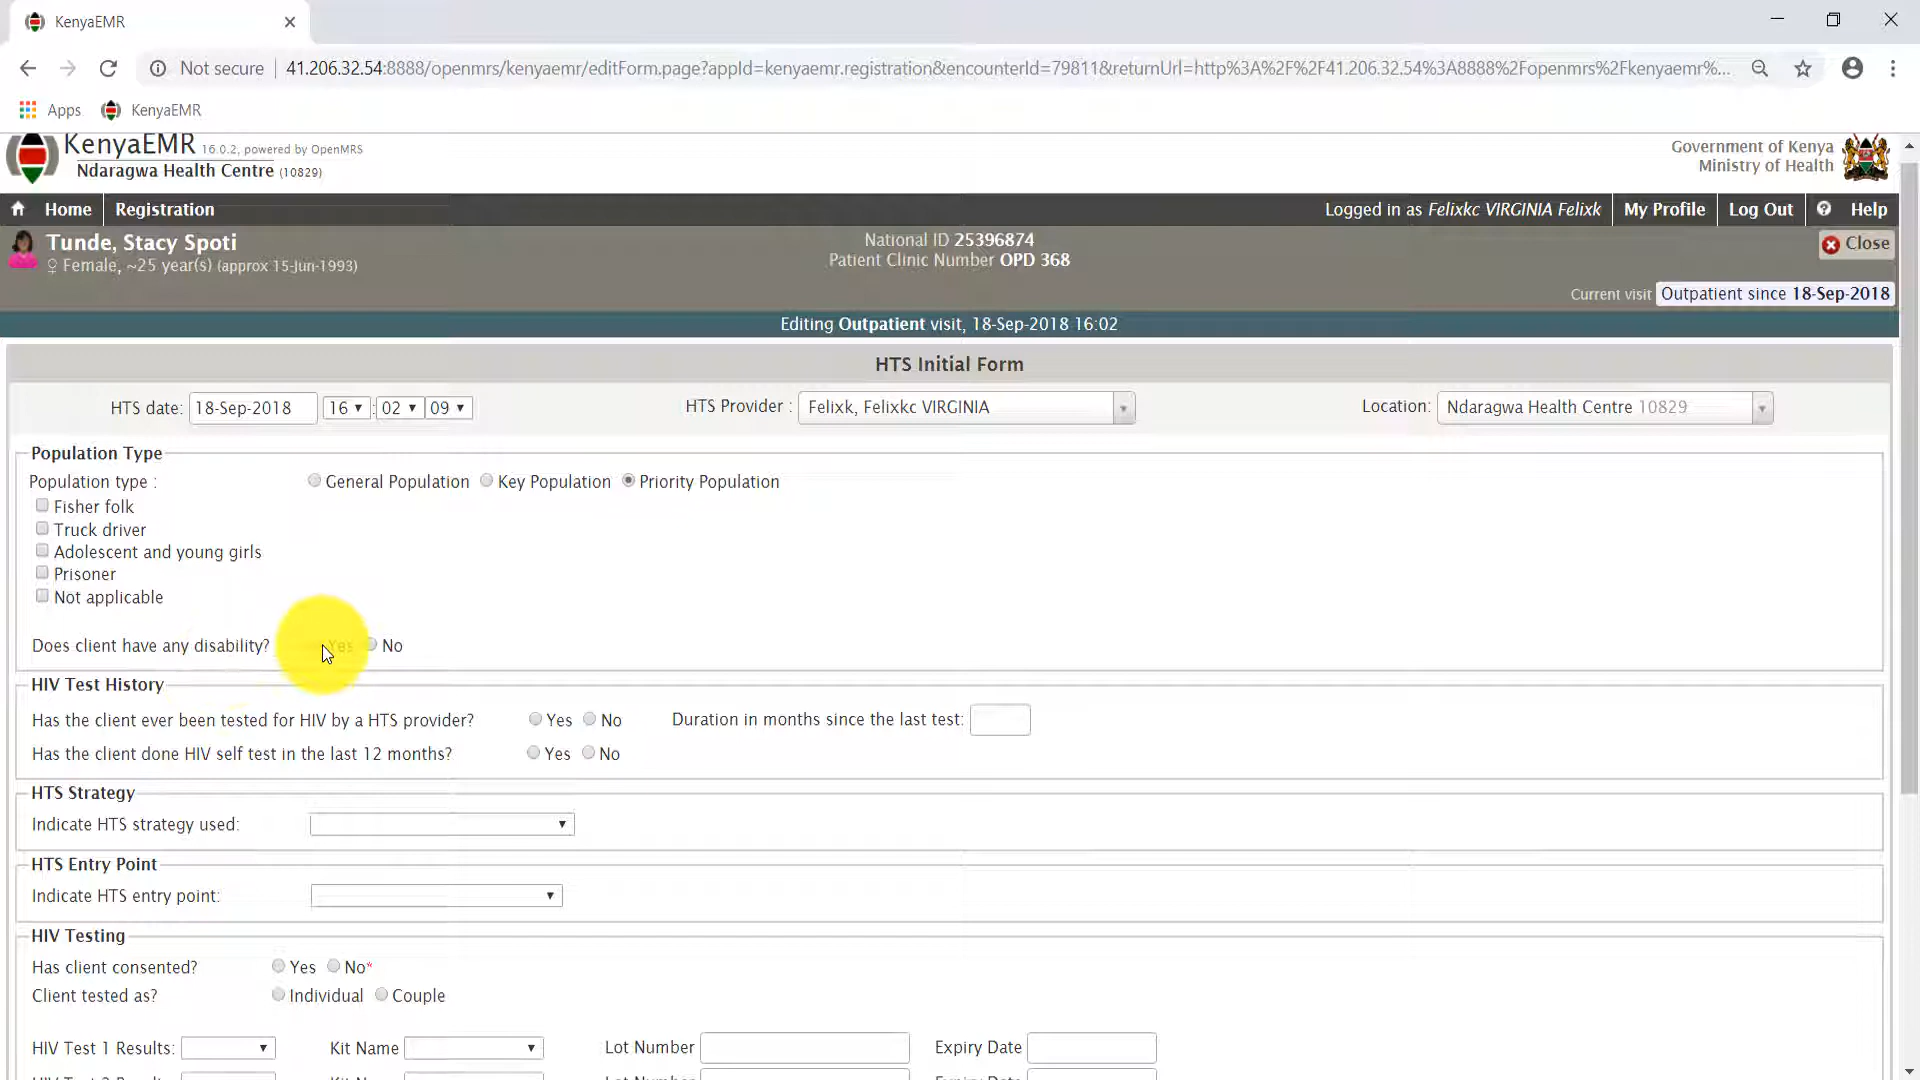 KenyaEMR
Not secure 41.206.32.54:8888/openmrs/kenyaemr/editForm.page?appId=kenyaemr.registration&encounterId=79811&returnUrl=http%3A%2F%2F41.206.32.54%3A8888%2Fopenmrs%2Fkenyaemr%...
Apps KenyaEMR
KenyaEMR 16.0.2, powered by OpenMRS
Ndaragwa Health Centre (10829)
Government of Kenya
Ministry of Health
Home Registration Logged in as Felixkc VIRGINIA Felixk My Profile Log Out Help
Tunde, Stacy Spoti
Female, ~25 year(s) (approx 15-Jun-1993)
National ID 25396874
Patient Clinic Number OPD 368
Close
Current visit Outpatient since 18-Sep-2018
Editing Outpatient visit, 18-Sep-2018 16:02
HTS Initial Form
HTS date: 18-Sep-2018 16 : 02 09 HTS Provider : Felixk, Felixkc VIRGINIA Location: Ndaragwa Health Centre 10829
Population Type
Population type : General Population Key Population Priority Population
Fisher folk
Truck driver
Adolescent and young girls
Prisoner
Not applicable
Does client have any disability? Yes No
HIV Test History
Has the client ever been tested for HIV by a HTS provider? Yes No Duration in months since the last test:
Has the client done HIV self test in the last 12 months? Yes No
HTS Strategy
Indicate HTS strategy used:
HTS Entry Point
Indicate HTS entry point:
HIV Testing
Has client consented? Yes No*
Client tested as? Individual Couple
HIV Test 1 Results: Kit Name Lot Number Expiry Date